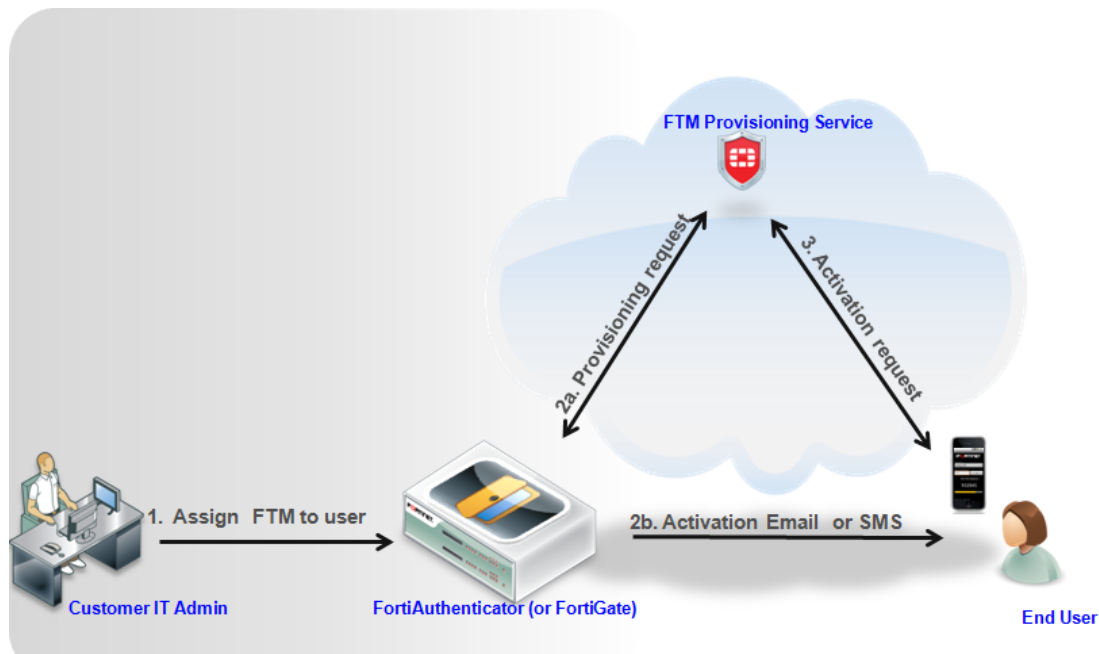 FTM Provisioning Service
2a. Provisioning request
3. Activation request
1. Assign FTM to user
2b. Activation Email or SMS
Customer IT Admin
FortiAuthenticator (or FortiGate)
End User